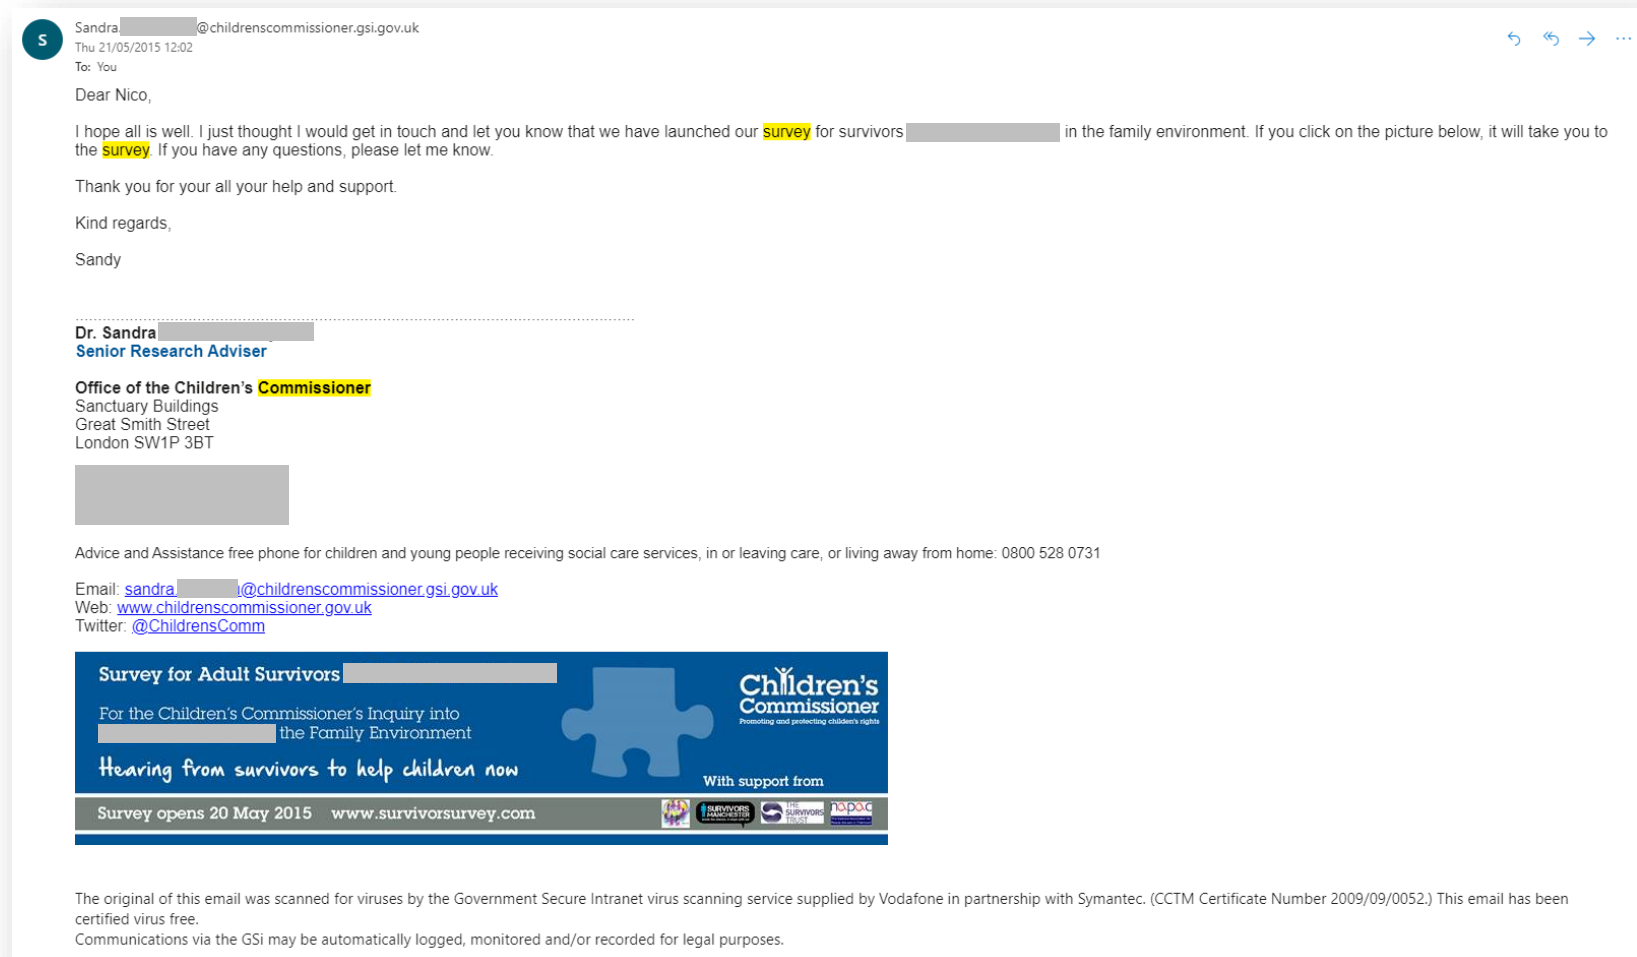 S
Sandra. @childrenscommissioner.gsi.gov.uk
Thu 21/05/2015 12:02
To: You
Dear Nico,
I hope all is well. I just thought I would get in touch and let you know that we have launched our survey for survivors in the family environment. If you click on the picture below, it will take you to
the survey. If you have any questions, please let me know.
Thank you for your all your help and support.
Kind regards,
Sandy
Dr. Sandra
Senior Research Adviser
Office of the Children's Commissioner
Sanctuary Buildings
Great Smith Street
London SW1P 3BT
Advice and Assistance free phone for children and young people receiving social care services, in or leaving care, or living away from home: 0800 528 0731
Email: sandra. @childrenscommissioner.gsi.gov.uk
Web: www.childrenscommissioner.gov.uk
Twitter: @ChildrensComm
Survey for Adult Survivors
For the Children's Commissioner's Inquiry into
the Family Environment
Hearing from survivors to help children now
Children's
Commissioner
Promoting and protecting children's rights
With support from
Survey opens 20 May 2015 www.survivorsurvey.com
SURVIVORS
MANCHESTER
THE
SURVIVORS
TRUST
napac
The original of this email was scanned for viruses by the Government Secure Intranet virus scanning service supplied by Vodafone in partnership with Symantec. (CCTM Certificate Number 2009/09/0052.) This email has been
certified virus free.
Communications via the GSi may be automatically logged, monitored and/or recorded for legal purposes.